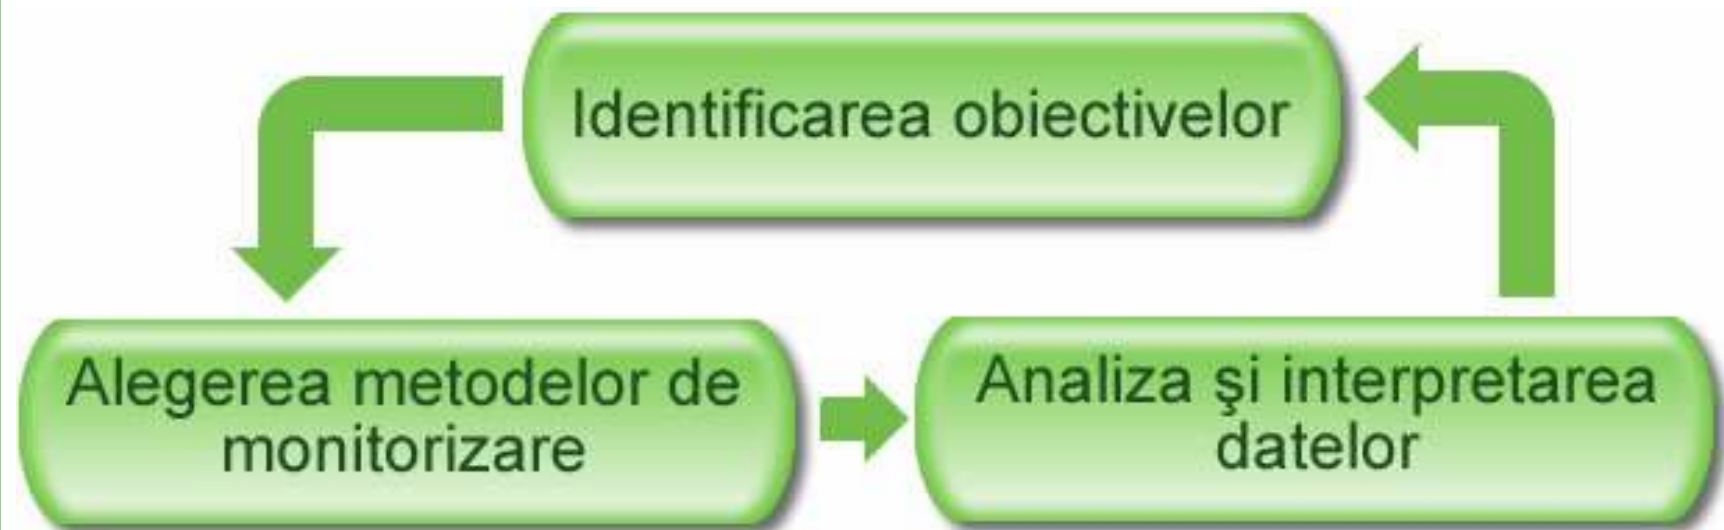 Identificarea obiectivelor
Alegerea metodelor de
monitorizare
Analiza şi interpretarea
datelor